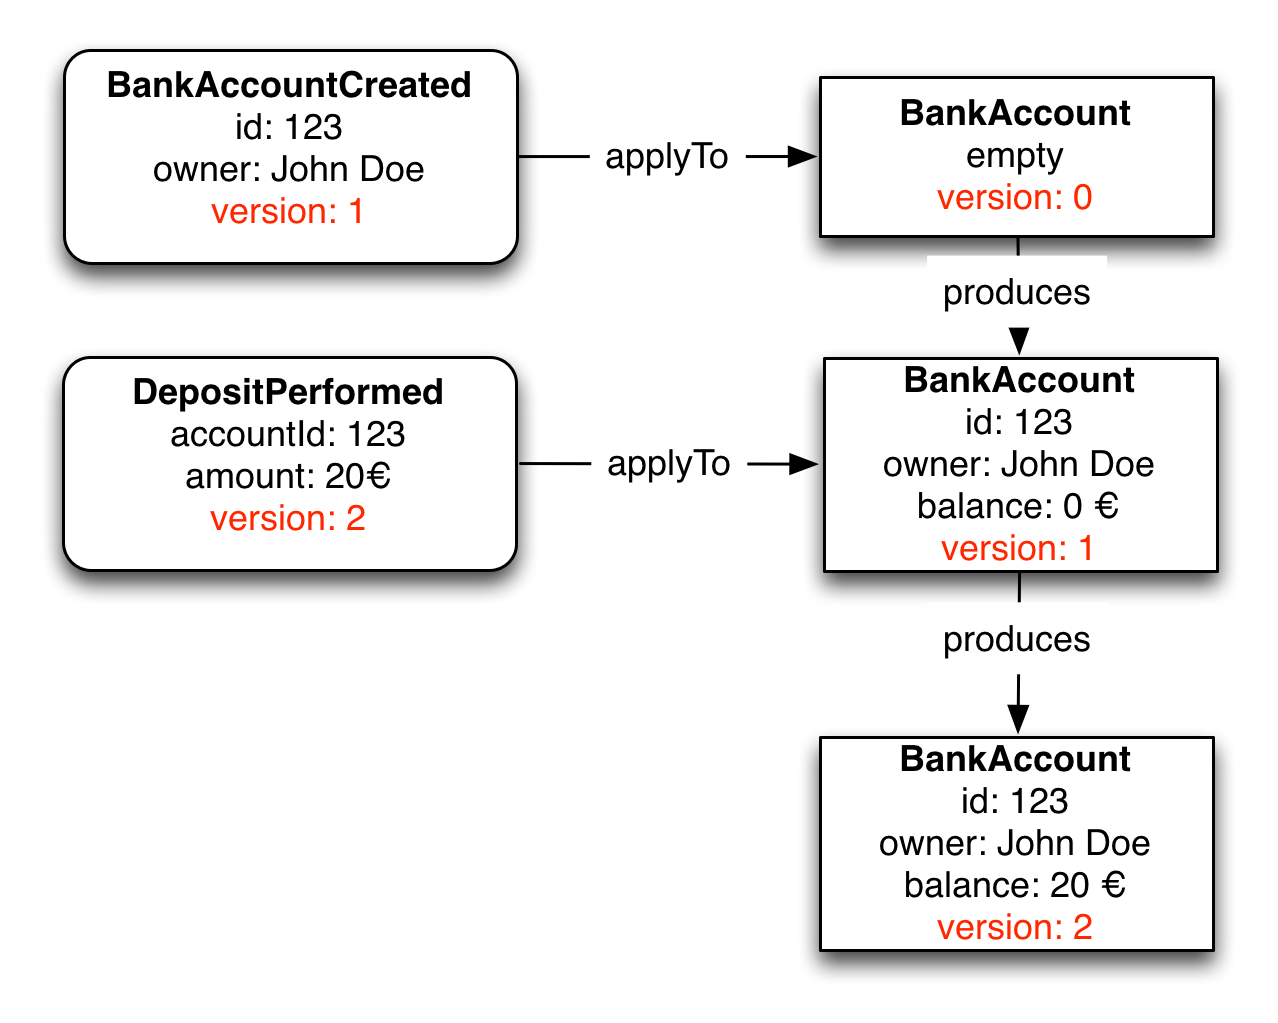 BankAccountCreated
id: 123
owner: John Doe
version: 1
applyTo
BankAccount
empty
version: 0
produces
DepositPerformed
accountId: 123
amount: 20€
version: 2
applyTo
BankAccount
id: 123
owner: John Doe
balance: 0 €
version: 1
produces
BankAccount
id: 123
owner: John Doe
balance: 20 €
version: 2